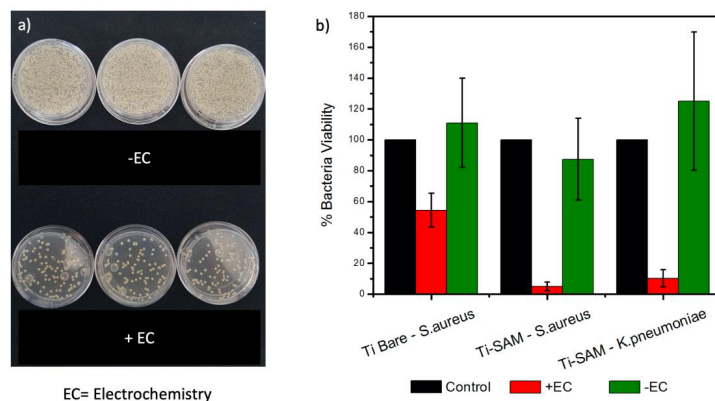 a)
-EC
+ EC
EC= Electrochemistry
b)
% Bacteria Viability
180
160
140
120
100
80
60
40
20
0
Ti Bare - S.aureus
Ti-SAM - S.aureus
Ti-SAM - K.pneumoniae
Control +EC -EC